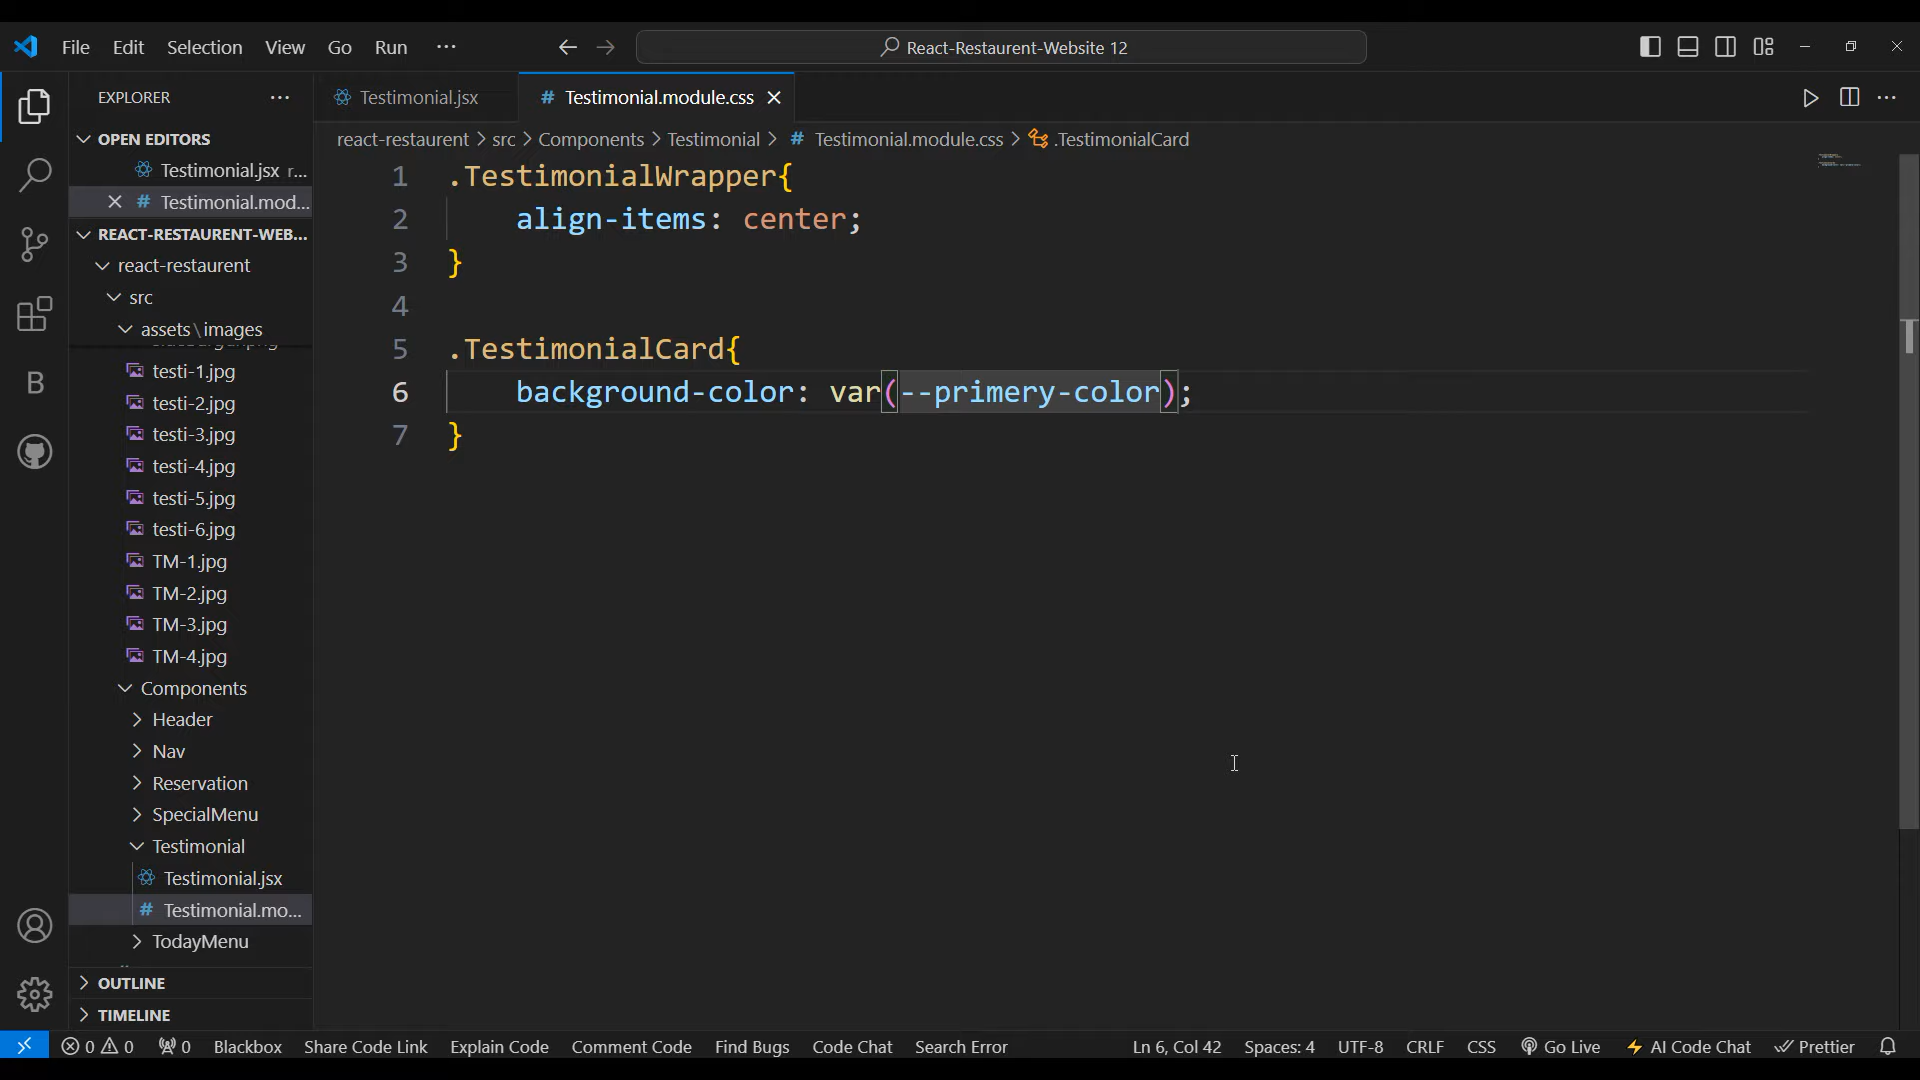 File Edit Selection View Go Run ··· React-Restaurent-Website 12
EXPLORER
OPEN EDITORS
Testimonial.jsx r...
Testimonial.mod...
REACT-RESTAURENT-WEB...
react-restaurent
src
assets\images
testi-1.jpg
testi-2.jpg
testi-3.jpg
testi-4.jpg
testi-5.jpg
testi-6.jpg
TM-1.jpg
TM-2.jpg
TM-3.jpg
TM-4.jpg
Components
Header
Nav
Reservation
SpecialMenu
Testimonial
Testimonial.jsx
# Testimonial.mo...
TodayMenu
OUTLINE
TIMELINE
Testimonial.jsx # Testimonial.module.css
react-restaurent > src > Components > Testimonial > # Testimonial.module.css > .TestimonialCard
1 .TestimonialWrapper{
2 align-items: center;
3 }
4
5 .TestimonialCard{
6 background-color: var(--primery-color);
7 }
B
0 0 0 Blackbox Share Code Link Explain Code Comment Code Find Bugs Code Chat Search Error Ln 6, Col 42 Spaces: 4 UTF-8 CRLF CSS Go Live AI Code Chat Prettier